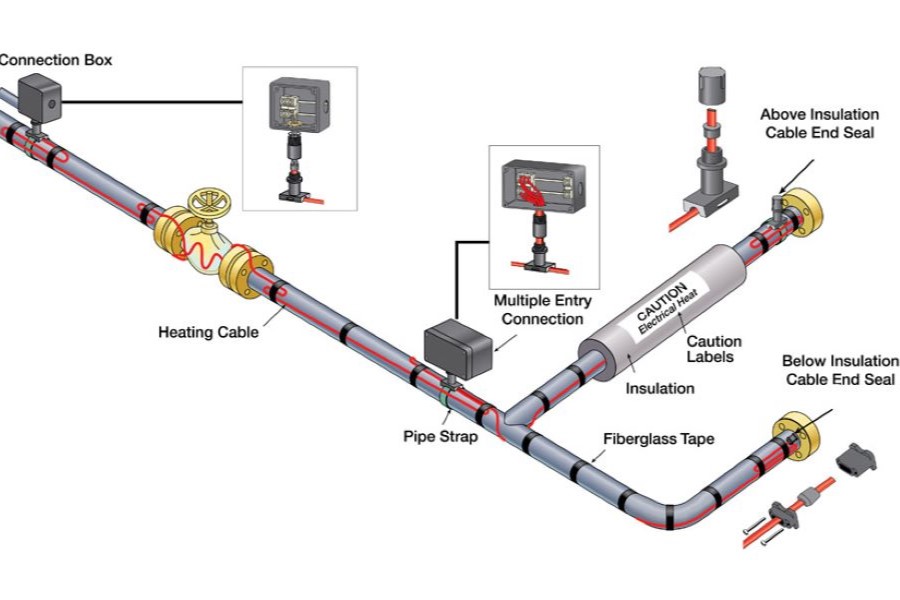 Connection Box
Above Insulation
Cable End Seal
Multiple Entry
Connection
CAUTION
Electrical Heat
Heating Cable
Caution
Labels
Insulation
Below Insulation
Cable End Seal
Pipe Strap
Fiberglass Tape